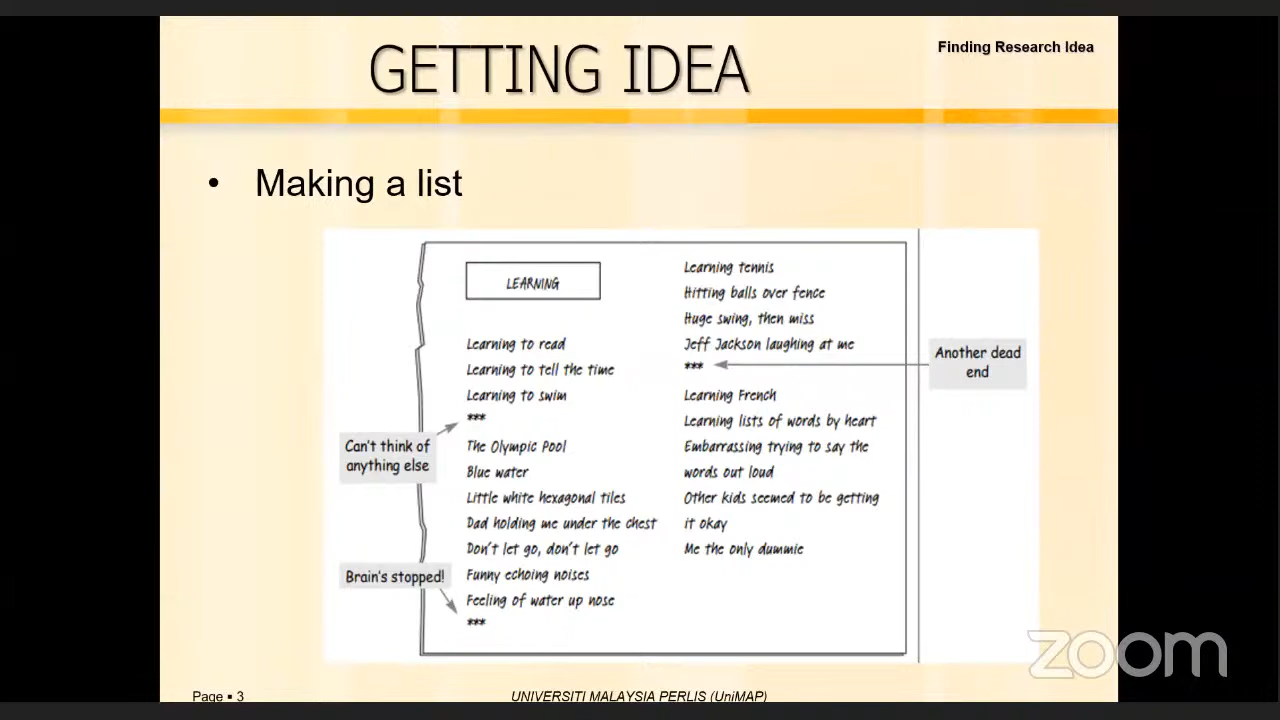 GETTING IDEA
Finding Research Idea
• Making a list
LEARNING
Learning to read
Learning to tell the time
Learning to swim
***
Can't think of
anything else
The Olympic Pool
Blue water
Little white hexagonal tiles
Dad holding me under the chest
Don't let go, don't let go
Funny echoing noises
Feeling of water up nose
***
Brain's stopped!
Learning tennis
Hitting balls over fence
Huge swing, then miss
Jeff Jackson laughing at me
***
Another dead
end
Learning French
Learning lists of words by heart
Embarrassing trying to say the
words out loud
Other kids seemed to be getting
it okay
Me the only dummie
zoom
Page ▪ 3
UNIVERSITI MALAYSIA PERLIS (UniMAP)